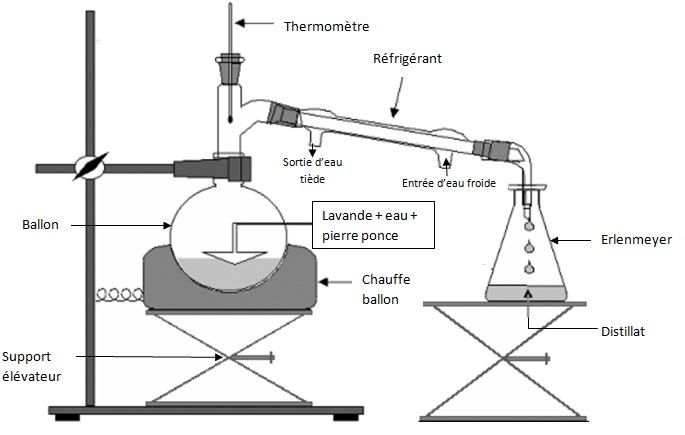 Thermomètre
Réfrigérant
Sortie d'eau
tiède
Entrée d'eau froide
Ballon
Lavande + eau +
pierre ponce
Erlenmeyer
Chauffe
ballon
Distillat
Support
élévateur